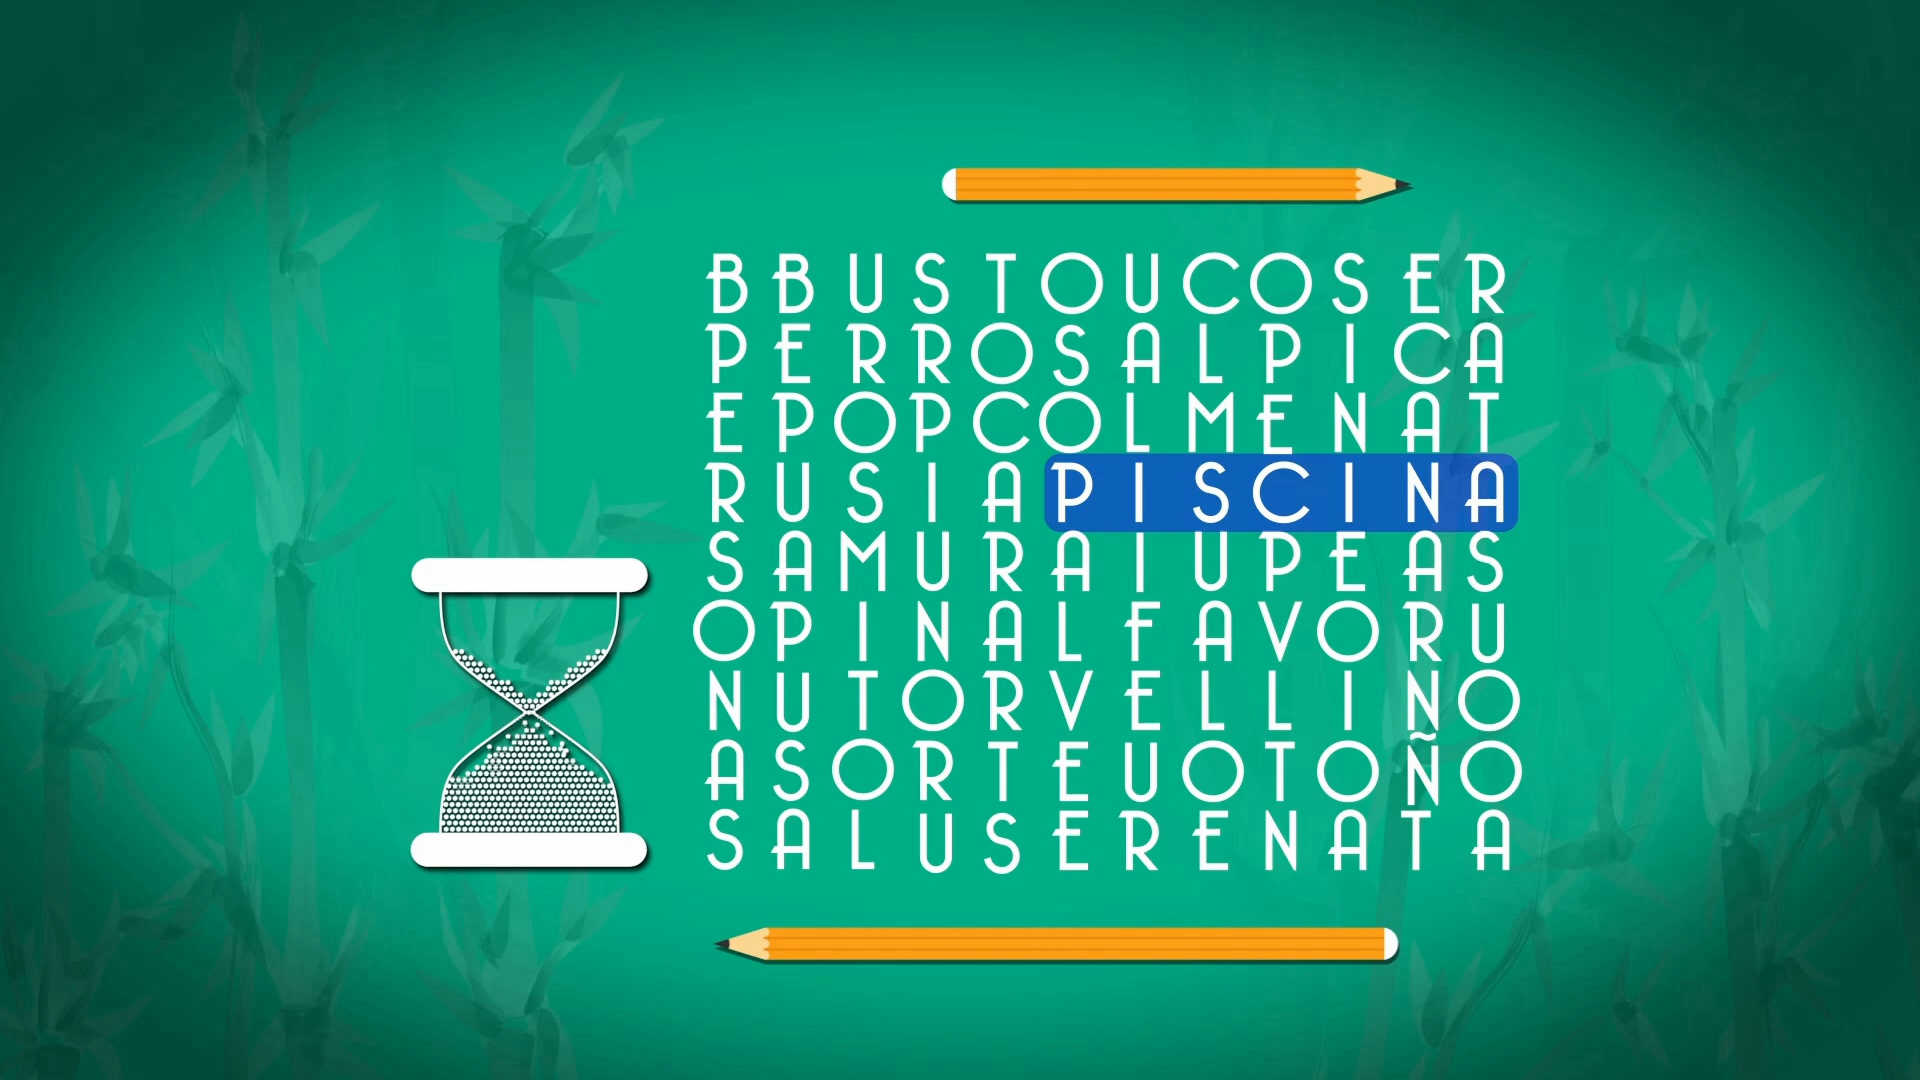 BBUSTOUCOSER
PERROSALPICA
EPOPCOLMENAT
RUSIAPISCINA
SAMURAIUPEAS
OPINALFAVORU
NUTORVELLINO
ASORTEUOTOÑO
SALUSERENATA